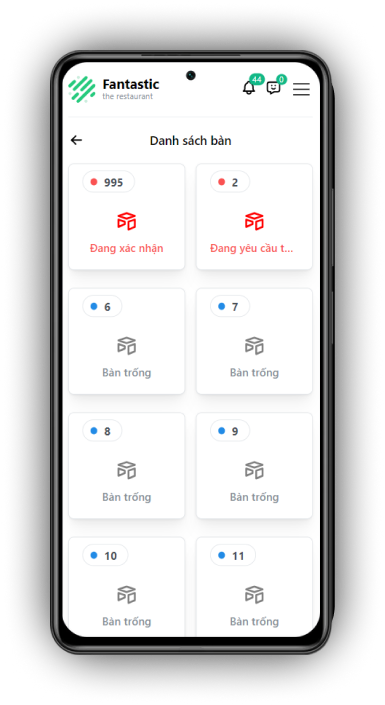 Fantastic
the restaurant
44
0
Danh sách bàn
995
2
Đang xác nhận
Đang yêu cầu t...
6
7
Bàn trống
Bàn trống
8
9
Bàn trống
Bàn trống
10
11
Bàn trống
Bàn trống